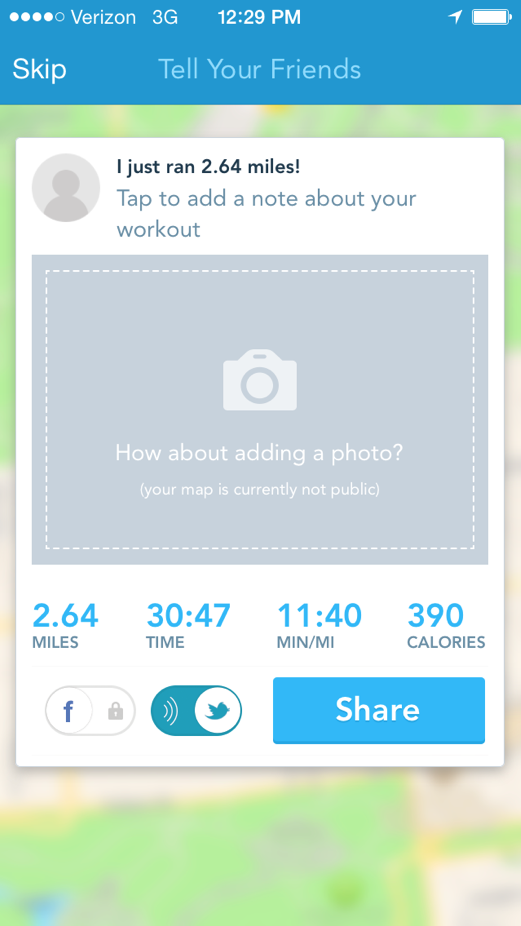 Verizon 3G 12:29 PM
Skip Tell Your Friends
I just ran 2.64 miles!
Tap to add a note about your
workout
How about adding a photo?
(your map is currently not public)
2.64 30:47 11:40 390
MILES TIME MIN/MI CALORIES
f Share